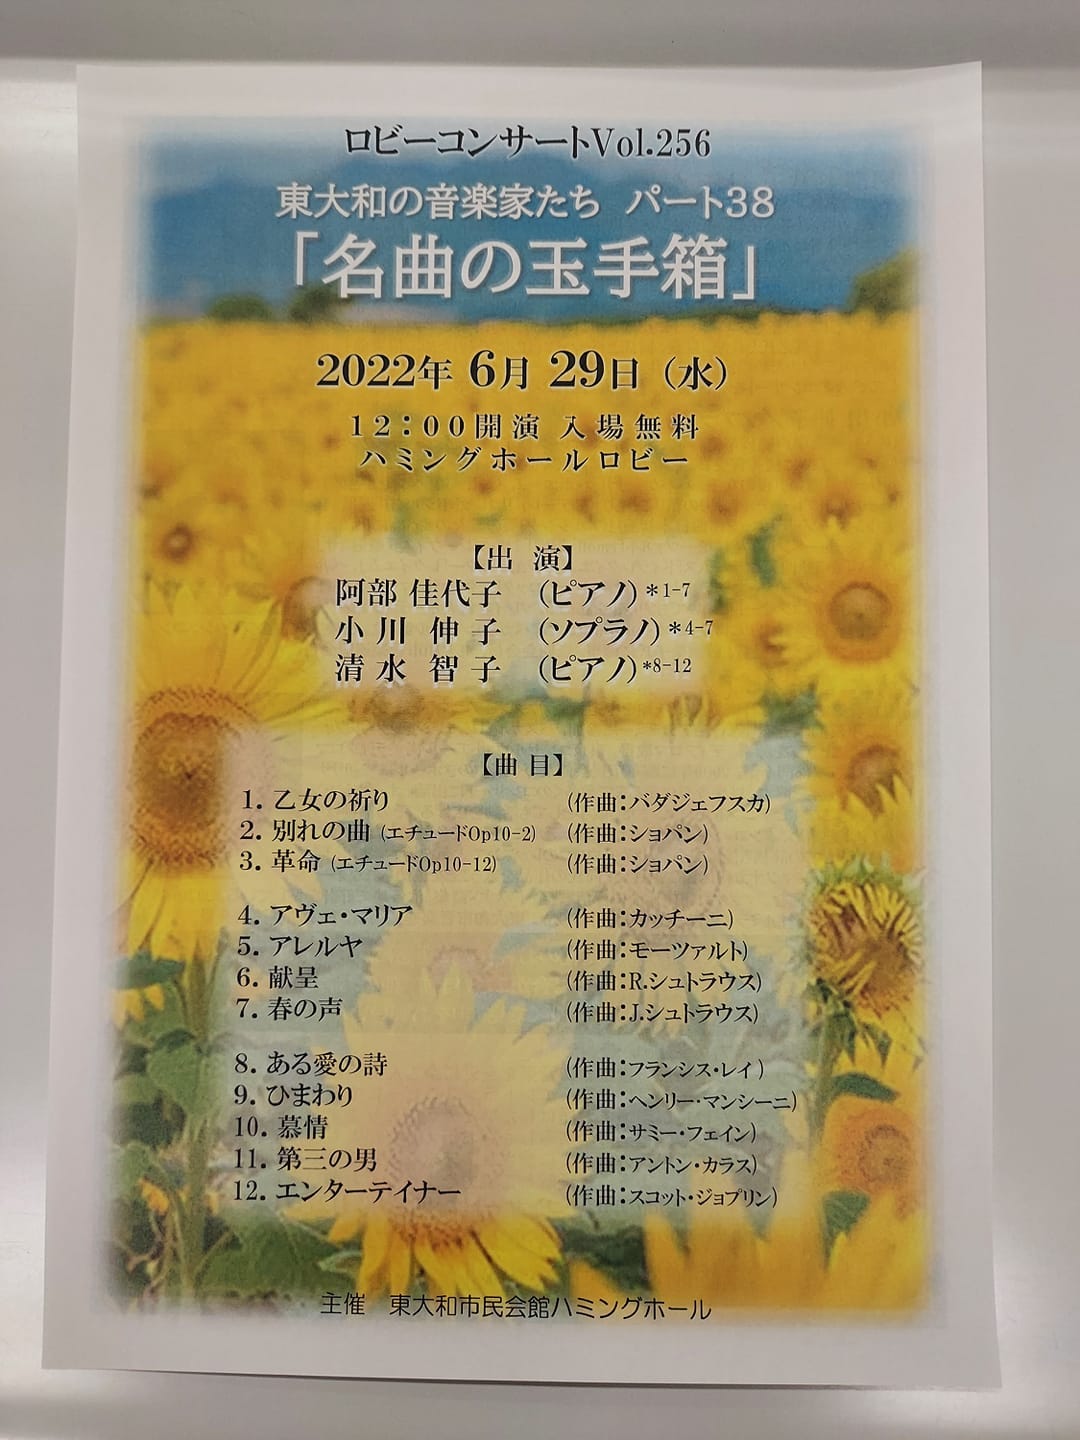 ロビーコンサートVol.256
東大和の音楽家たち パート38
「名曲の玉手箱」
2022年 6月 29日（水）
12：00開演 入場無料
ハミングホールロビー
【出 演】
阿部 佳代子 （ピアノ）＊1-7
小川 伸子 （ソプラノ）＊4-7
清水 智子 （ピアノ）＊8-12
【曲 目】
1. 乙女の祈り （作曲：バダジェフスカ）
2. 別れの曲（エチュードOp10-2） （作曲：ショパン）
3. 革命（エチュードOp10-12） （作曲：ショパン）
4. アヴェ・マリア （作曲：カッチーニ）
5. アレルヤ （作曲：モーツァルト）
6. 献呈 （作曲：R.シュトラウス）
7. 春の声 （作曲：J.シュトラウス）
8. ある愛の詩 （作曲：フランシス・レイ）
9. ひまわり （作曲：ヘンリー・マンシーニ）
10. 慕情 （作曲：サミー・フェイン）
11. 第三の男 （作曲：アントン・カラス）
12. エンターテイナー （作曲：スコット・ジョプリン）
主催 東大和市民会館ハミングホール